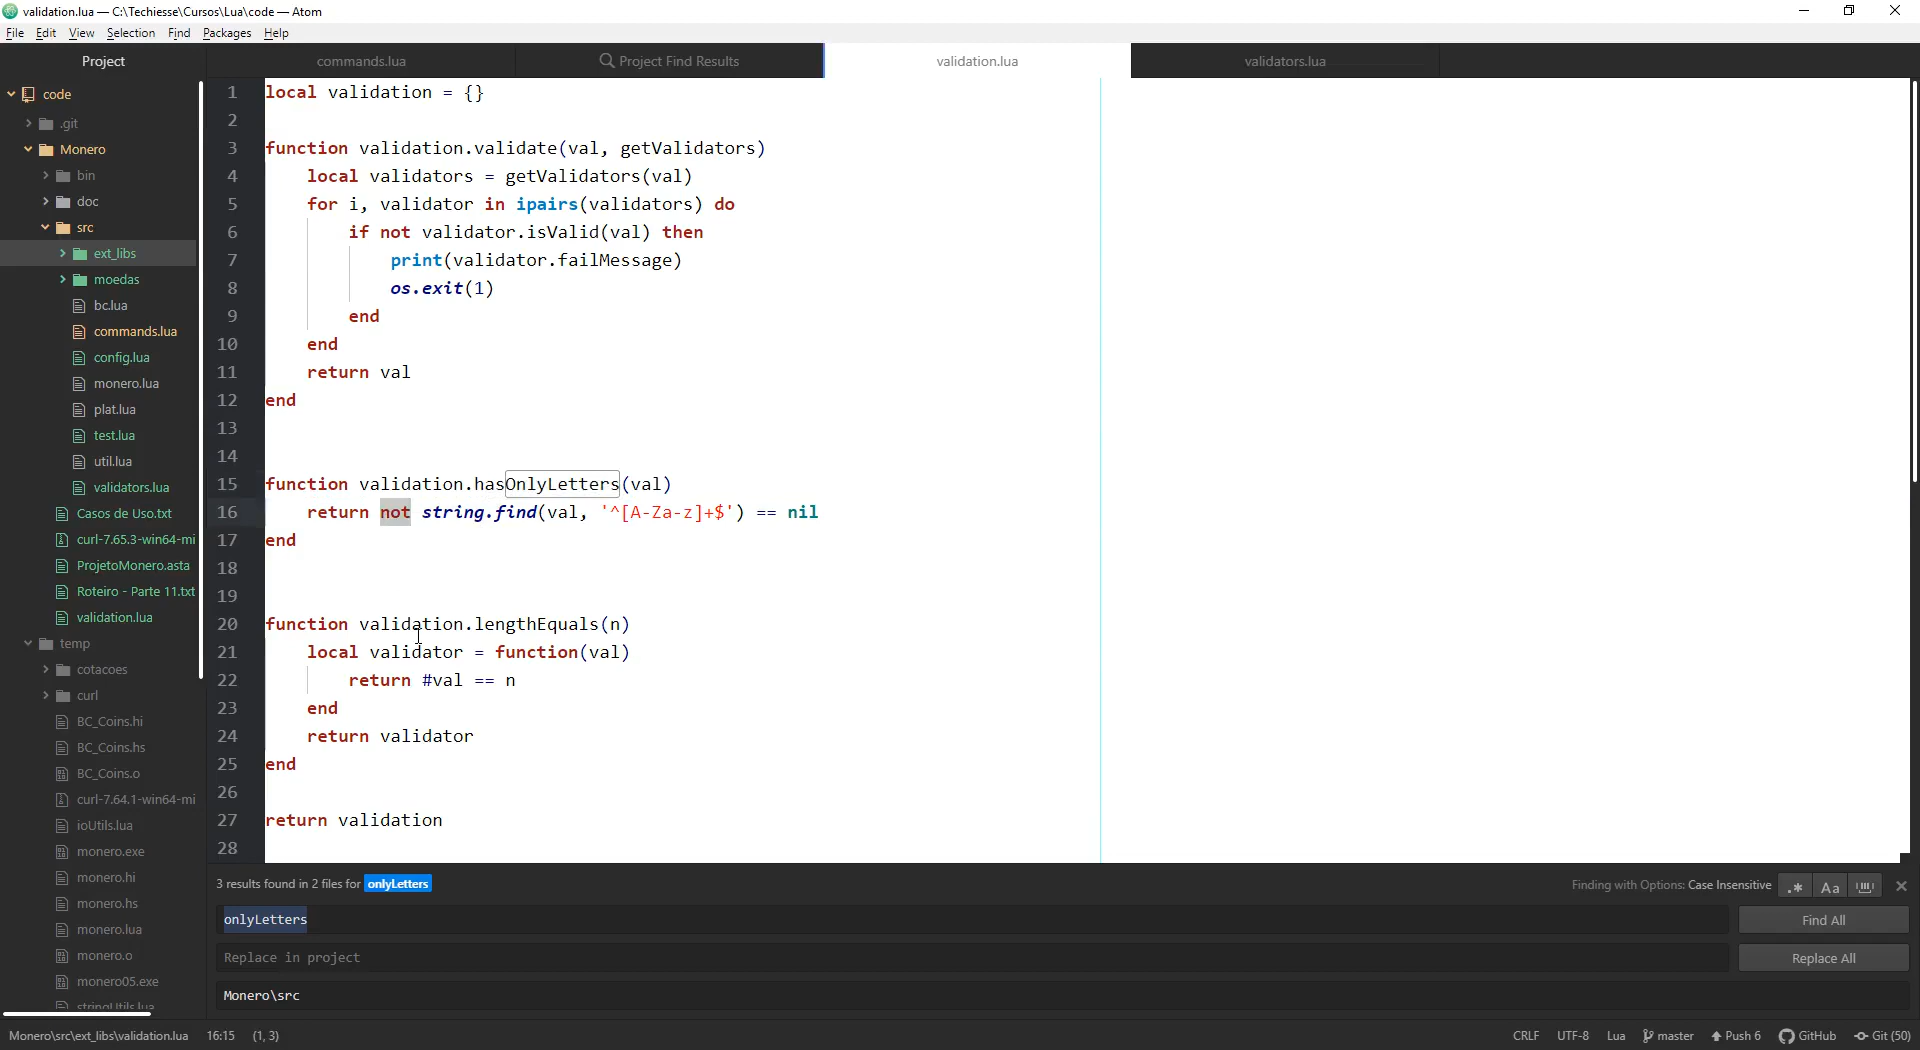 validation.lua — C:\Techiesse\Cursos\Lua\code — Atom
File Edit View Selection Find Packages Help
Project
commands.lua
Project Find Results
validation.lua
validators.lua
code
.git
Monero
bin
doc
src
ext_libs
moedas
bc.lua
commands.lua
config.lua
monero.lua
plat.lua
test.lua
util.lua
validators.lua
Casos de Uso.txt
curl-7.65.3-win64-mi
ProjetoMonero.asta
Roteiro - Parte 11.txt
validation.lua
temp
cotacoes
curl
BC_Coins.hi
BC_Coins.hs
BC_Coins.o
curl-7.64.1-win64-mi
ioUtils.lua
monero.exe
monero.hi
monero.hs
monero.lua
monero.o
monero05.exe
stringUtils.lua
1 local validation = {}
2
3 function validation.validate(val, getValidators)
4 local validators = getValidators(val)
5 for i, validator in ipairs(validators) do
6 if not validator.isValid(val) then
7 print(validator.failMessage)
8 os.exit(1)
9 end
10 end
11 return val
12 end
13
14
15 function validation.hasOnlyLetters(val)
16 return not string.find(val, '^[A-Za-z]+$') == nil
17 end
18
19
20 function validation.lengthEquals(n)
21 local validator = function(val)
22 return #val == n
23 end
24 return validator
25 end
26
27 return validation
28
3 results found in 2 files for onlyLetters
Finding with Options: Case Insensitive
.* Aa
onlyLetters
Find All
Replace in project
Replace All
Monero\src
Monero\src\ext_libs\validation.lua 16:15 (1, 3)
CRLF UTF-8 Lua master Push 6 GitHub Git (50)